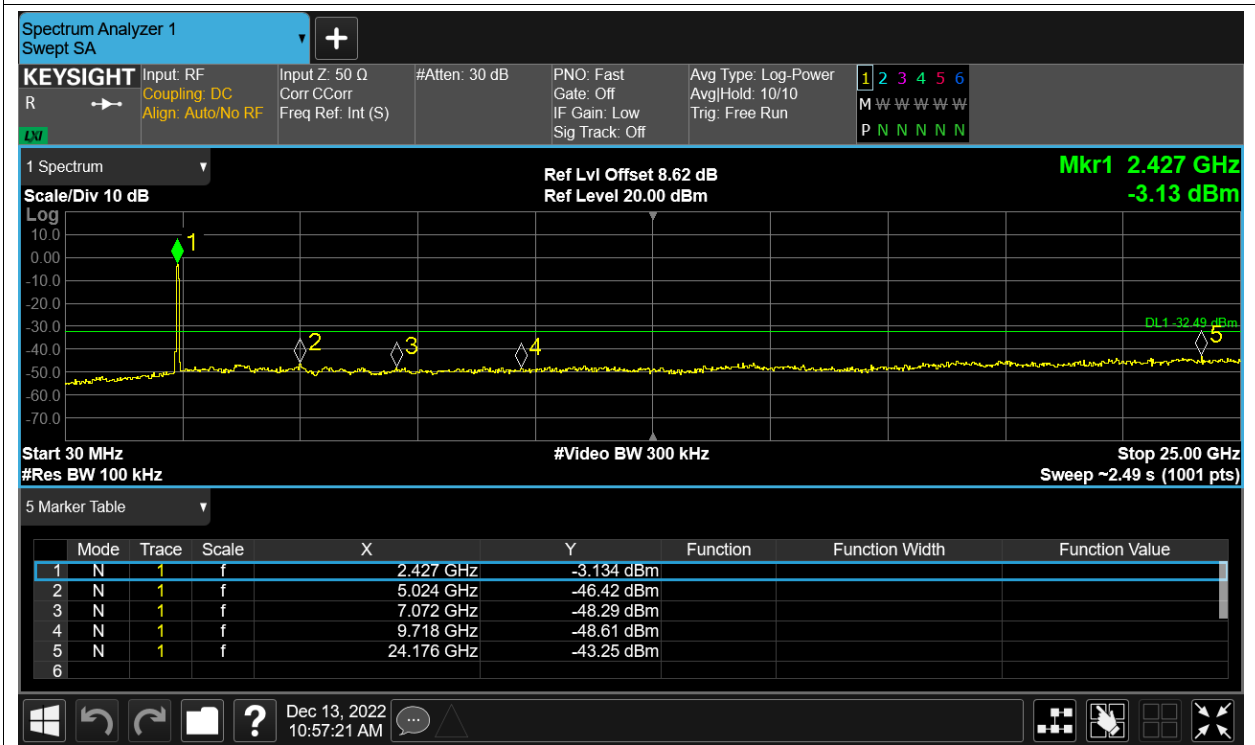 Spectrum Analyzer 1
Swept SA
+
KEYSIGHT Input: RF Input Z: 50 Ω #Atten: 30 dB PNO: Fast Avg Type: Log-Power 1 2 3 4 5 6
R Coupling: DC Corr CCorr Gate: Off Avg|Hold: 10/10 M W W W W W
Align: Auto/No RF Freq Ref: Int (S) IF Gain: Low Trig: Free Run
LXI Sig Track: Off P N N N N N
1 Spectrum Ref Lvl Offset 8.62 dB Mkr1 2.427 GHz
Scale/Div 10 dB Ref Level 20.00 dBm -3.13 dBm
Log
10.0
1
0.00
-10.0
-20.0
-30.0 DL1 -32.49 dBm
2 3 4 5
-40.0
-50.0
-60.0
-70.0
Start 30 MHz #Video BW 300 kHz Stop 25.00 GHz
#Res BW 100 kHz Sweep ~2.49 s (1001 pts)
5 Marker Table
Mode Trace Scale X Y Function Function Width Function Value
1 N 1 f 2.427 GHz -3.134 dBm
2 N 1 f 5.024 GHz -46.42 dBm
3 N 1 f 7.072 GHz -48.29 dBm
4 N 1 f 9.718 GHz -48.61 dBm
5 N 1 f 24.176 GHz -43.25 dBm
6
? Dec 13, 2022
10:57:21 AM